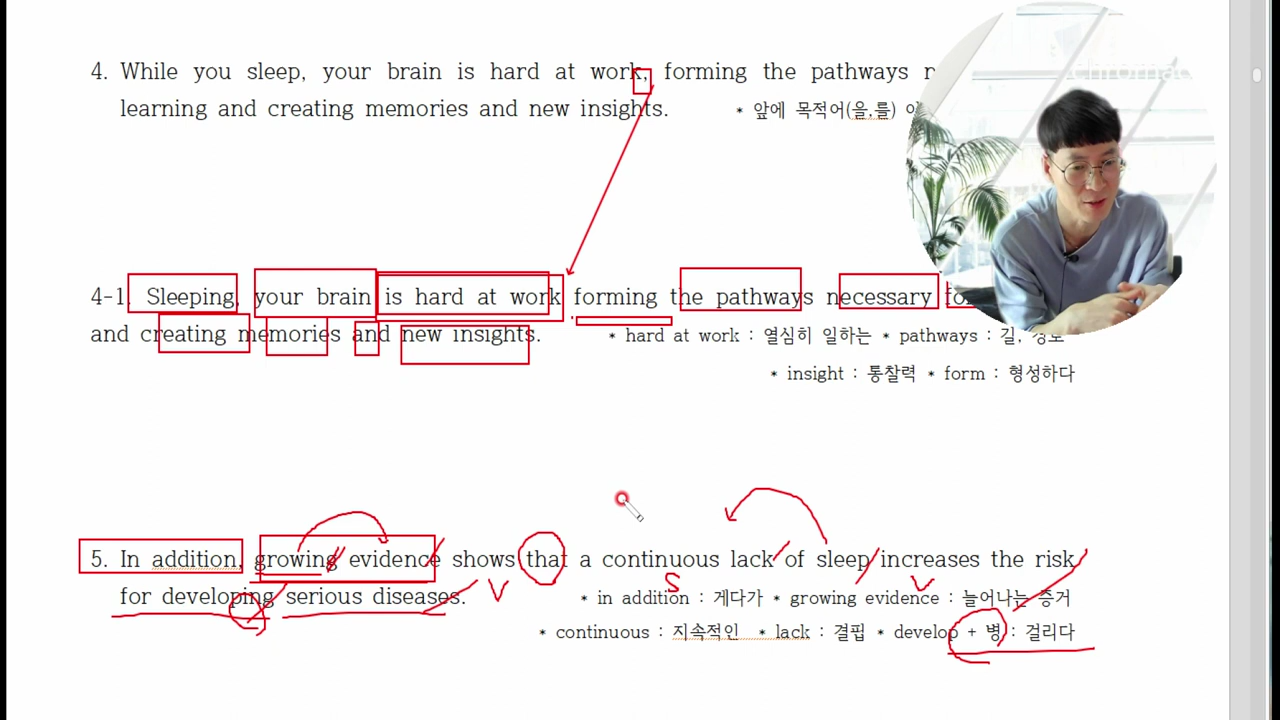 4. While you sleep, your brain is hard at work, forming the pathways
learning and creating memories and new insights. * 앞에 목적어(을,를)
4-1. Sleeping, your brain is hard at work forming the pathways necessary
and creating memories and new insights. * hard at work : 열심히 일하는 * pathways : 길,
* insight : 통찰력 * form : 형성하다
5. In addition, growing evidence shows that a continuous lack of sleep increases the risk
for developing serious diseases. * in addition : 게다가 * growing evidence : 늘어나는 증거
* continuous : 지속적인 * lack : 결핍 * develop + 병 : 걸리다
S
V
V